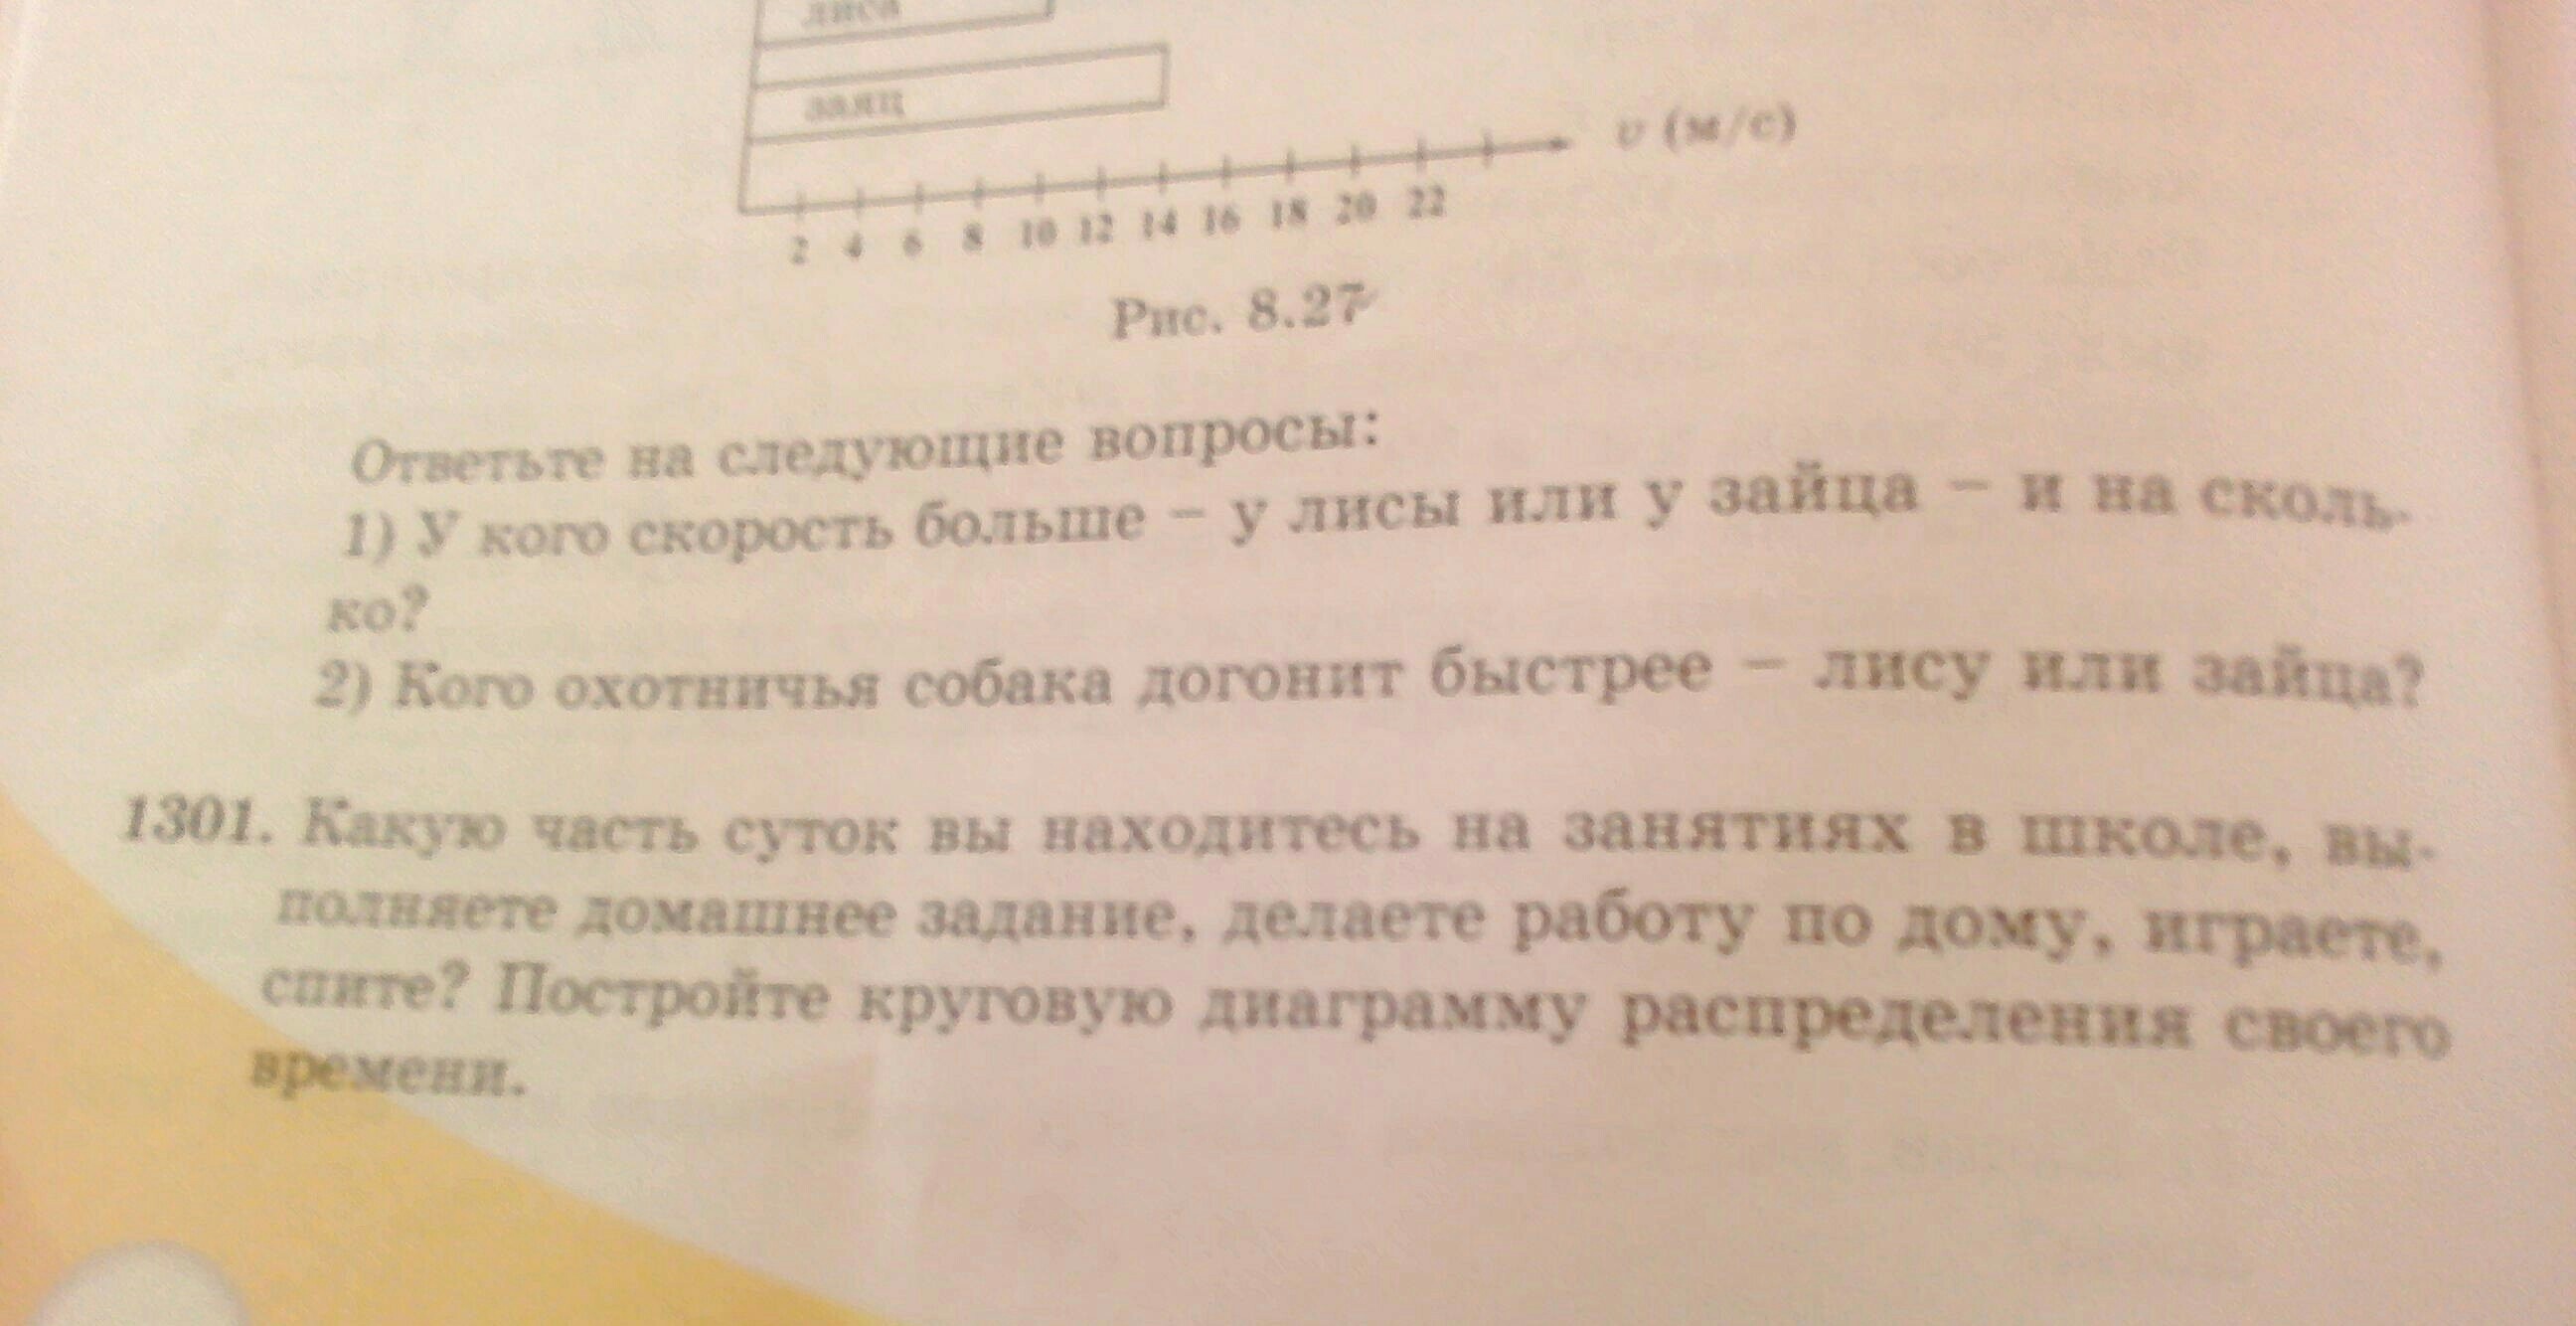 лиса
заяц
v (м/с)
2 4 6 8 10 12 14 16 18 20 22
Рис. 8.27
Ответьте на следующие вопросы:
1) У кого скорость больше – у лисы или у зайца – и на сколь-
ко?
2) Кого охотничья собака догонит быстрее – лису или зайца?
1301. Какую часть суток вы находитесь на занятиях в школе, вы-
полняете домашнее задание, делаете работу по дому, играете,
спите? Постройте круговую диаграмму распределения своего
времени.